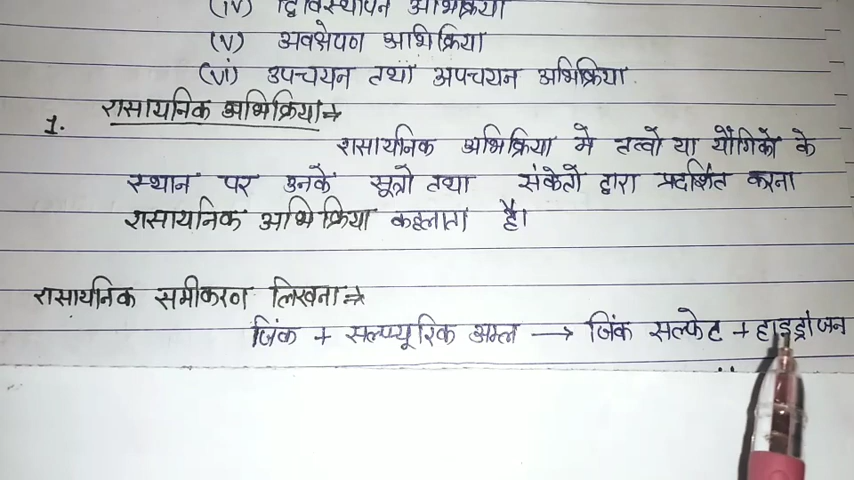 (iv) द्विविस्थापन अभिक्रिया
(v) अवक्षेपण अभिक्रिया
(vi) उपचयन तथा अपचयन अभिक्रिया.
1. रासायनिक अभिक्रिया⇒
रासायनिक अभिक्रिया में तत्वो या यौगिको के
स्थान पर उनके सूत्रो तथा संकेतो द्वारा प्रदर्शित करना
रासायनिक अभिक्रिया कहलाता है।
रासायनिक समीकरण लिखना⇒
जिंक + सल्फ्यूरिक अम्ल → जिंक सल्फेट + हाइड्रोजन